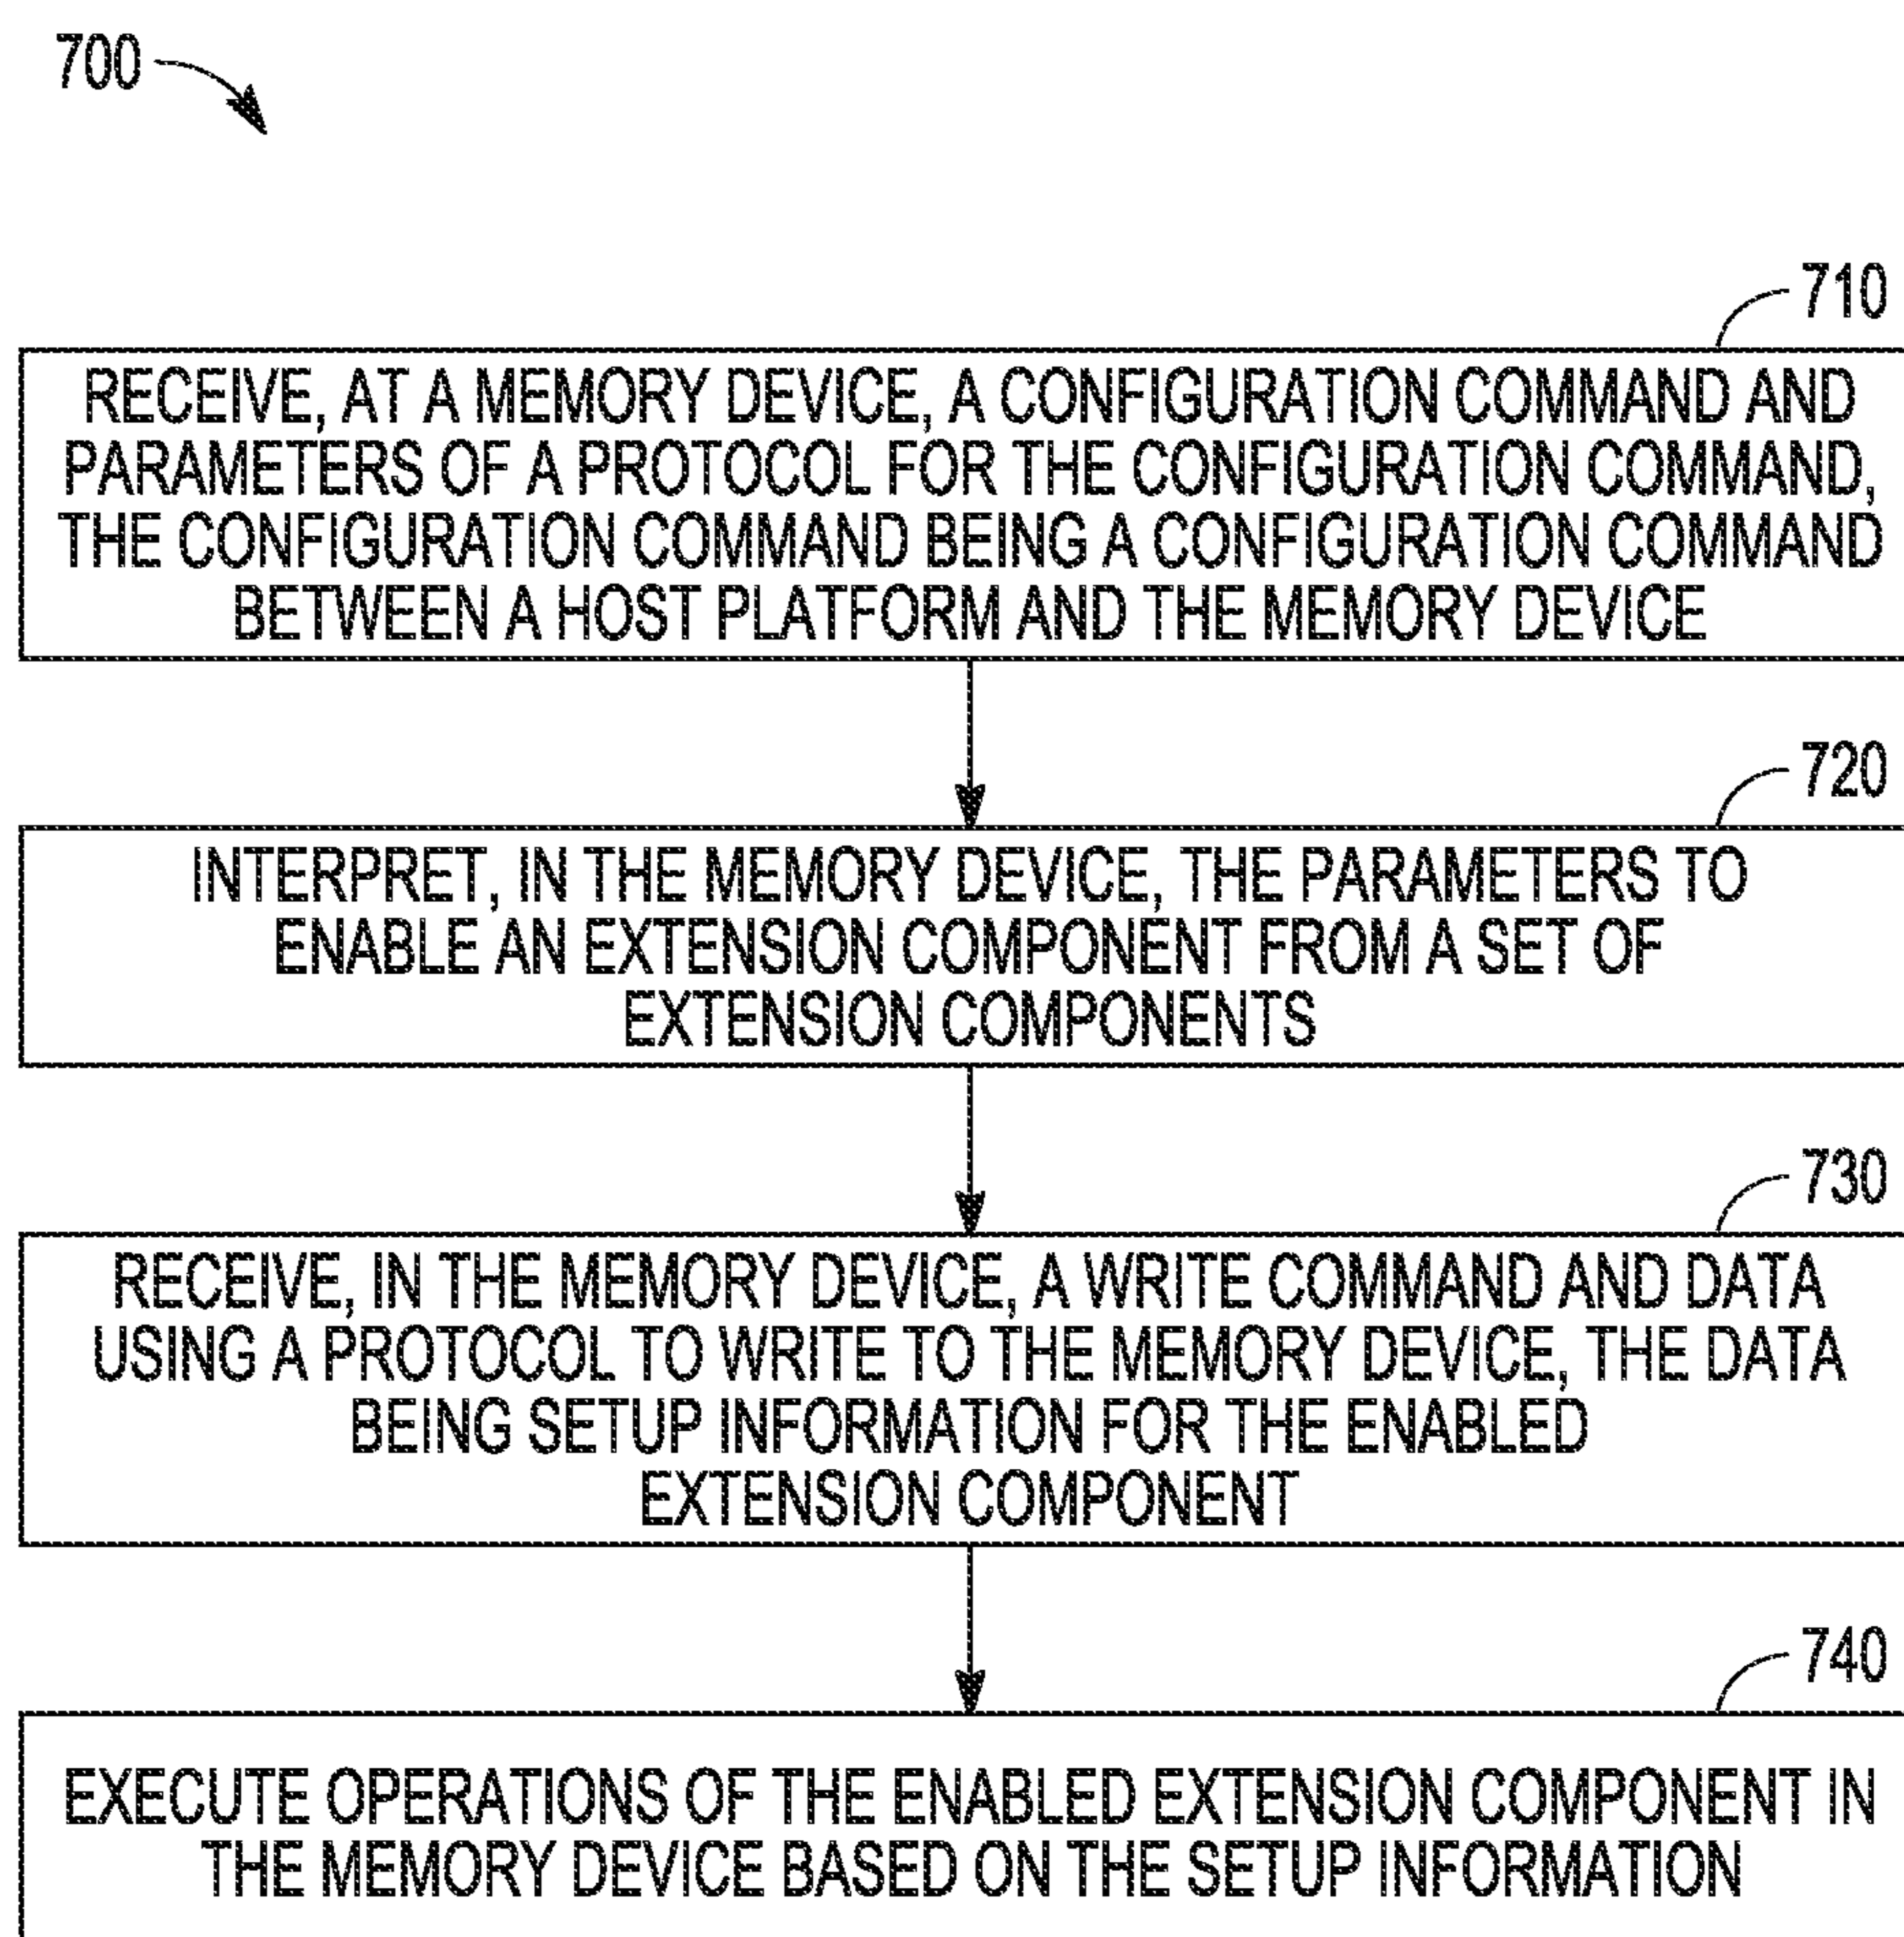 700
710
RECEIVE, AT A MEMORY DEVICE, A CONFIGURATION COMMAND AND
PARAMETERS OF A PROTOCOL FOR THE CONFIGURATION COMMAND,
THE CONFIGURATION COMMAND BEING A CONFIGURATION COMMAND
BETWEEN A HOST PLATFORM AND THE MEMORY DEVICE
720
INTERPRET, IN THE MEMORY DEVICE, THE PARAMETERS TO
ENABLE AN EXTENSION COMPONENT FROM A SET OF
EXTENSION COMPONENTS
730
RECEIVE, IN THE MEMORY DEVICE, A WRITE COMMAND AND DATA
USING A PROTOCOL TO WRITE TO THE MEMORY DEVICE, THE DATA
BEING SETUP INFORMATION FOR THE ENABLED
EXTENSION COMPONENT
740
EXECUTE OPERATIONS OF THE ENABLED EXTENSION COMPONENT IN
THE MEMORY DEVICE BASED ON THE SETUP INFORMATION